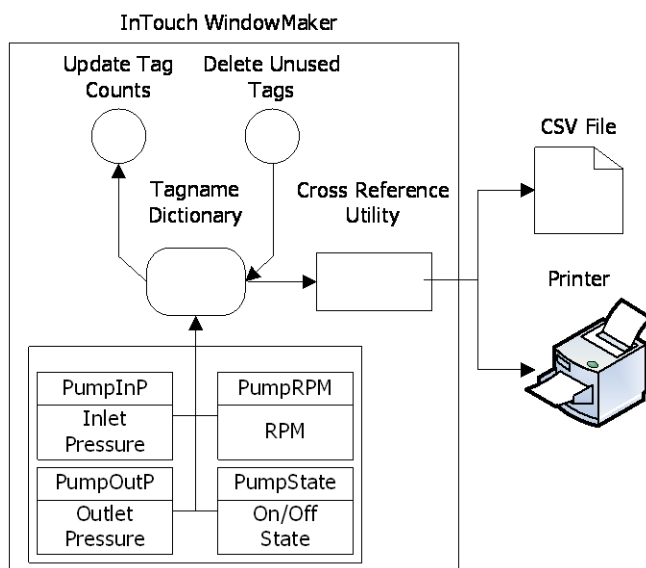 InTouch WindowMaker
Update Tag
Counts
Delete Unused
Tags
CSV File
Tagname
Dictionary
Cross Reference
Utility
Printer
PumpInP
Inlet
Pressure
PumpRPM
RPM
PumpOutP
Outlet
Pressure
PumpState
On/Off
State